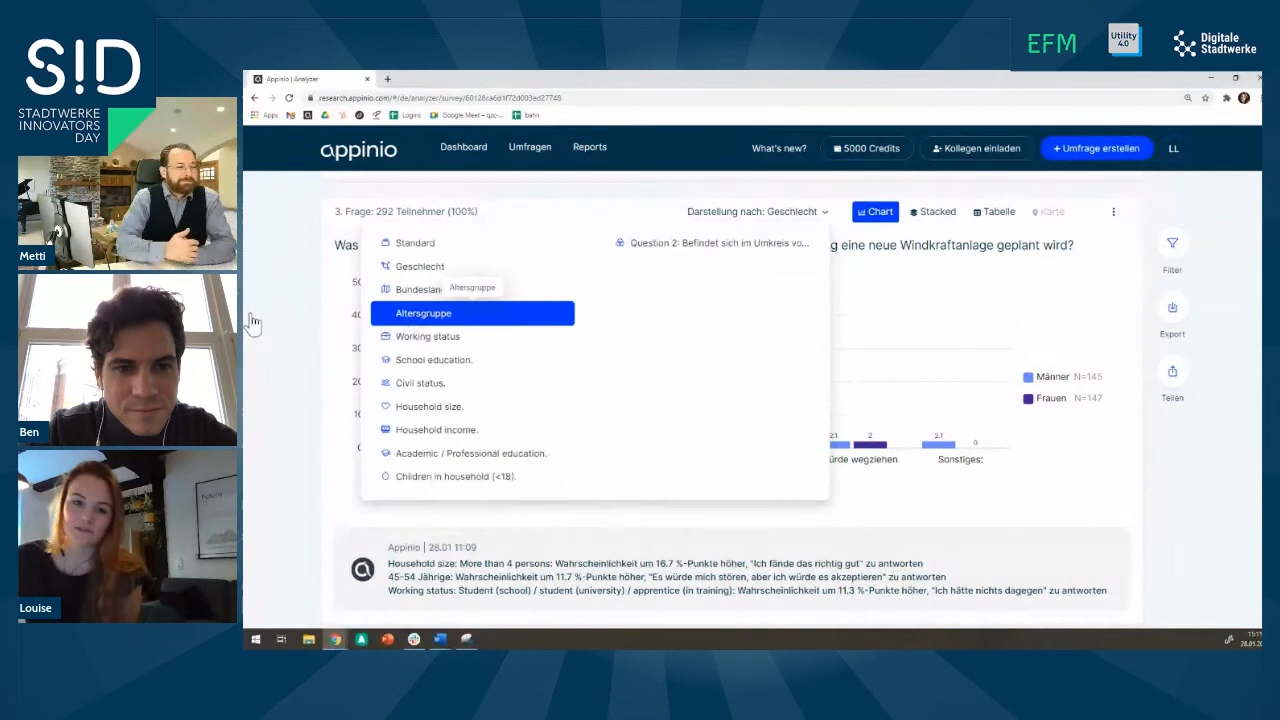 S!D
STADTWERKE
INNOVATORS
DAY
EFM
Utility
4.0
Digitale
Stadtwerke
Metti
Ben
FUTURE
Louise
Appinio | Analyzer
research.appinio.com/#/de/analyzer/survey/60128ca6d1f72d003ed27748
Apps
Logins
Google Meet – qzc-...
bahn
appinio
Dashboard
Umfragen
Reports
What's new?
5000 Credits
Kollegen einladen
+ Umfrage erstellen
LL
3. Frage: 292 Teilnehmer (100%)
Darstellung nach: Geschlecht
Chart
Stacked
Tabelle
Karte
Was
g eine neue Windkraftanlage geplant wird?
Standard
Question 2: Befindet sich im Umkreis vo...
Geschlecht
Bundeslan
Altersgruppe
Altersgruppe
Working status
School education.
Civil status.
Household size.
Household income.
Academic / Professional education.
Children in household (<18).
Filter
Export
Teilen
Männer N=145
Frauen N=147
2.1
2
2.1
0
ürde wegziehen
Sonstiges:
Appinio | 28.01 11:09
Household size: More than 4 persons: Wahrscheinlichkeit um 16.7 %-Punkte höher, "Ich fände das richtig gut" zu antworten
45-54 Jährige: Wahrscheinlichkeit um 11.7 %-Punkte höher, "Es würde mich stören, aber ich würde es akzeptieren" zu antworten
Working status: Student (school) / student (university) / apprentice (in training): Wahrscheinlichkeit um 11.3 %-Punkte höher, "Ich hätte nichts dagegen" zu antworten
15:11
28.01.20